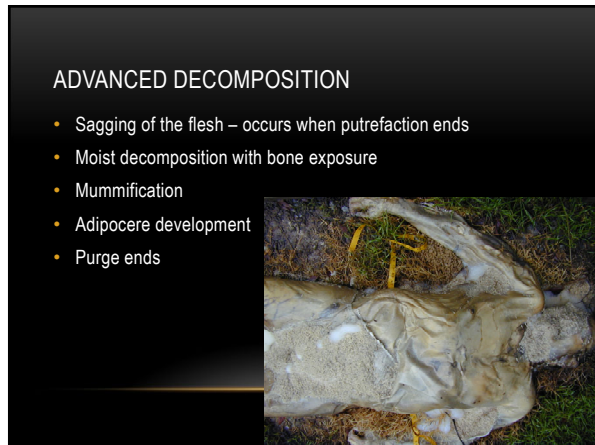 ADVANCED DECOMPOSITION
• Sagging of the flesh – occurs when putrefaction ends
• Moist decomposition with bone exposure
• Mummification
• Adipocere development
• Purge ends